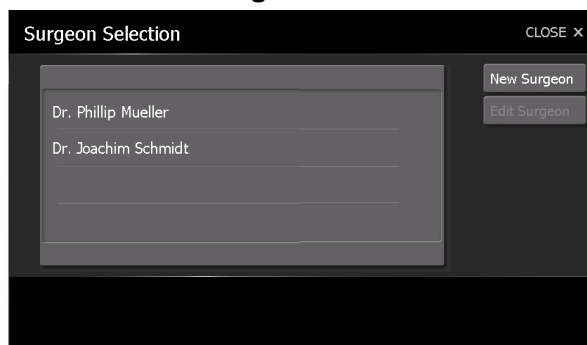 Surgeon Selection
CLOSE ×
New Surgeon
Edit Surgeon
Dr. Phillip Mueller
Dr. Joachim Schmidt